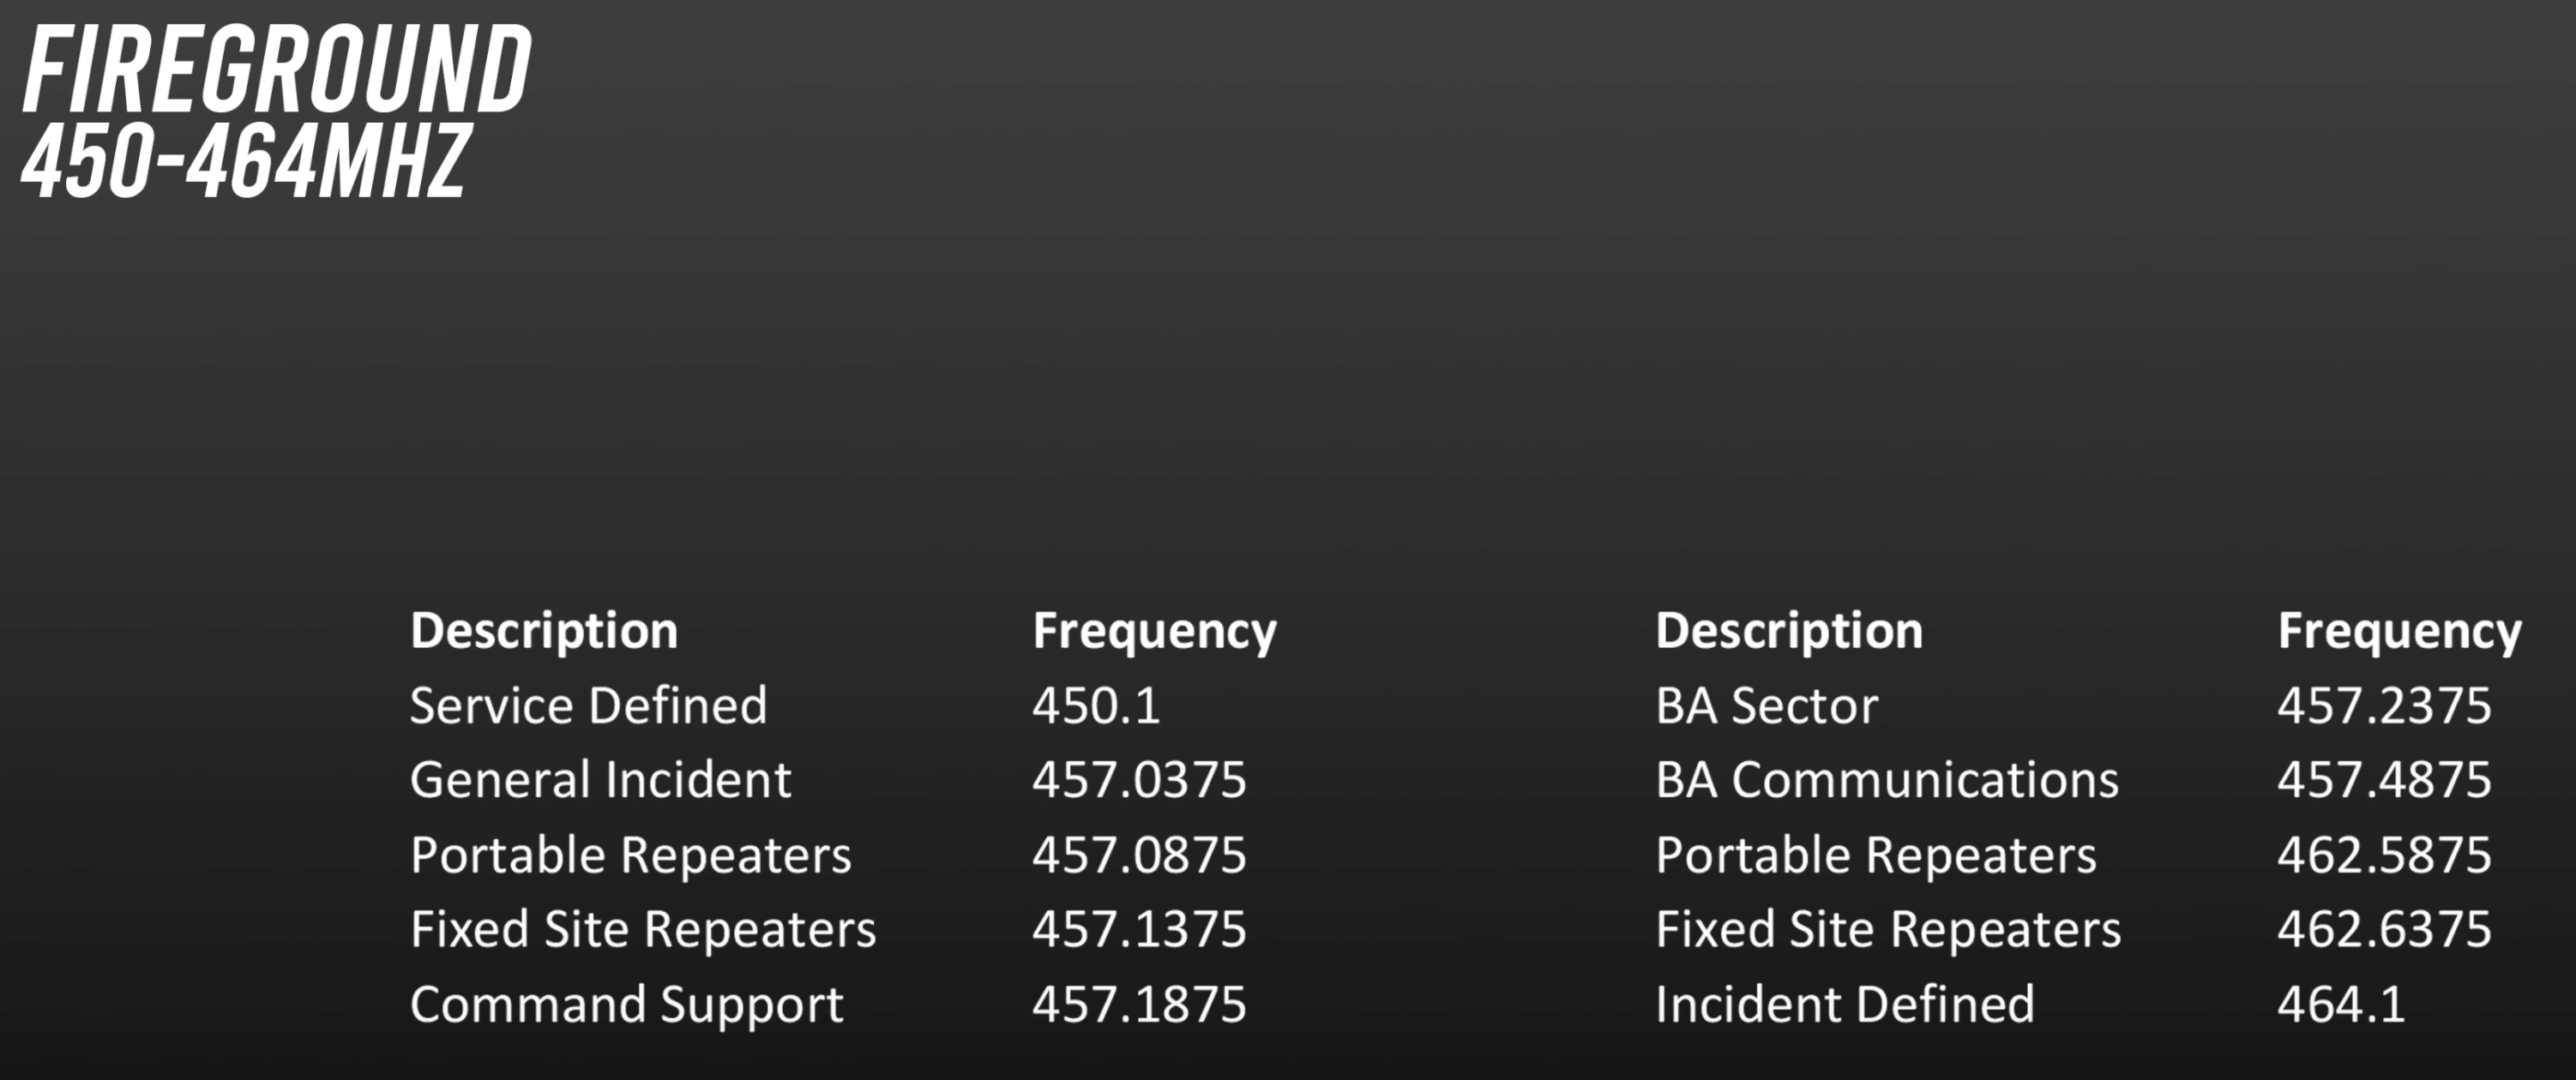 FIREGROUND
450-464MHZ
Description Frequency Description Frequency
Service Defined 450.1 BA Sector 457.2375
General Incident 457.0375 BA Communications 457.4875
Portable Repeaters 457.0875 Portable Repeaters 462.5875
Fixed Site Repeaters 457.1375 Fixed Site Repeaters 462.6375
Command Support 457.1875 Incident Defined 464.1